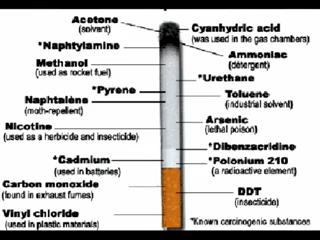 Acetone
(solvent)
*Naphtylamine
Methanol
(used as rocket fuel)
*Pyrene
Naphtalène
(moth-repellent)
Nicotine
(used as a herbicide and insecticide)
*Cadmium
(used in batteries)
Carbon monoxide
(found in exhaust fumes)
Vinyl chloride
(used in plastic materials)
Cyanhydric acid
(was used in the gas chambers)
Ammoniac
(detergent)
*Urethane
Toluene
(industrial solvent)
Arsenic
(lethal poison)
*Dibenzacridine
*Polonium 210
(a radioactive element)
DDT
(insecticide)
*Known carcinogenic substances